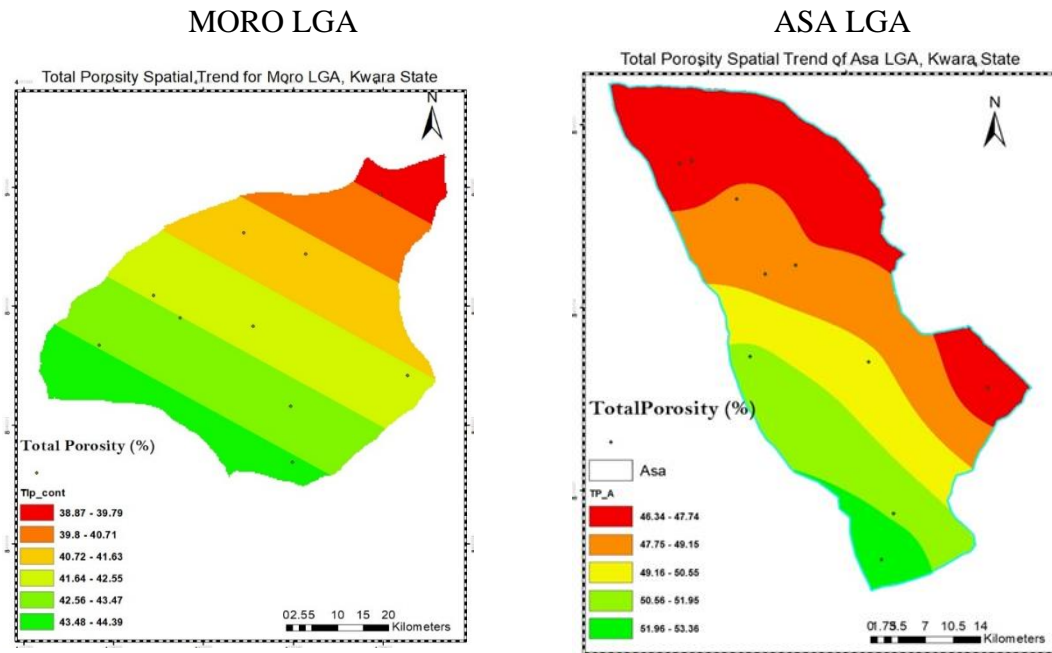 MORO LGA
Total Porosity Spatial Trend for Moro LGA, Kwara State
N
Total Porosity (%)
Tlp_cont
38.87 - 39.79
39.8 - 40.71
40.72 - 41.63
41.64 - 42.55
42.56 - 43.47
43.48 - 44.39
02.55 10 15 20
Kilometers
ASA LGA
Total Porosity Spatial Trend of Asa LGA, Kwara State
N
TotalPorosity (%)
Asa
TP_A
46.34 - 47.74
47.75 - 49.15
49.16 - 50.55
50.56 - 51.95
51.96 - 53.36
7 10.5 14
Kilometers